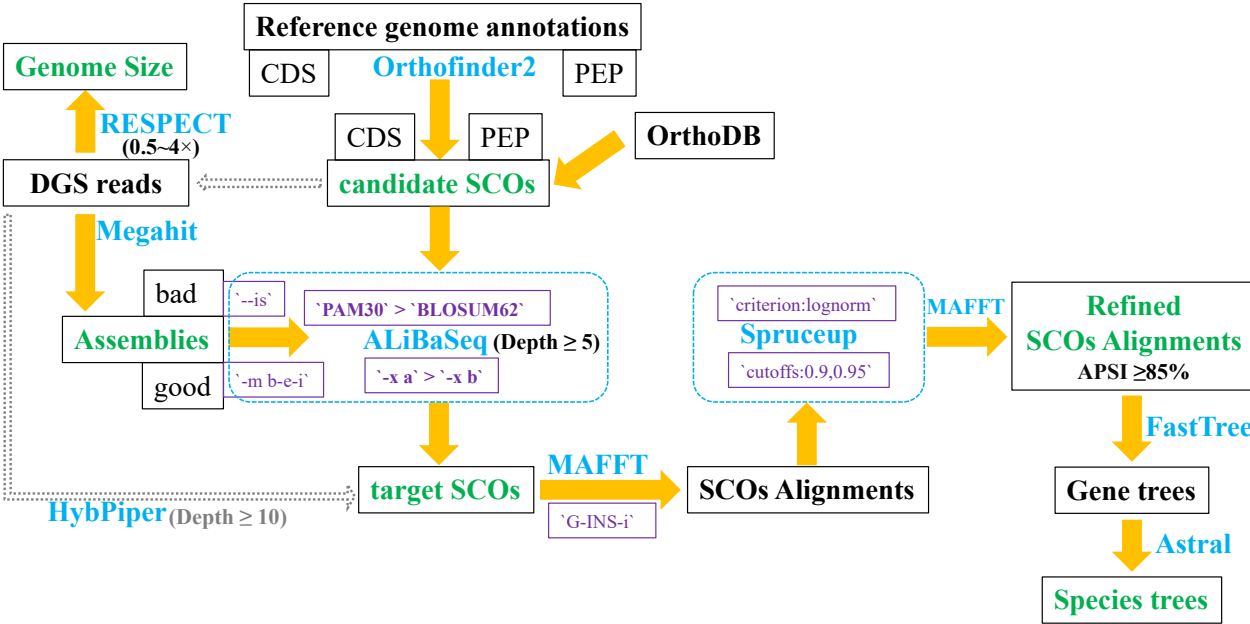 Reference genome annotations
CDS
Orthofinder2
PEP
Genome Size
RESPECT
(0.5~4×)
CDS
PEP
OrthoDB
DGS reads
candidate SCOs
Megahit
bad
`--is`
Assemblies
good
`-m b-e-i`
`PAM30` > `BLOSUM62`
ALiBaSeq (Depth ≥ 5)
`-x a` > `-x b`
`criterion:lognorm`
Spruceup
`cutoffs:0.9,0.95`
MAFFT
Refined
SCOs Alignments
APSI ≥85%
FastTree
HybPiper (Depth ≥ 10)
target SCOs
MAFFT
`G-INS-i`
SCOs Alignments
Gene trees
Astral
Species trees